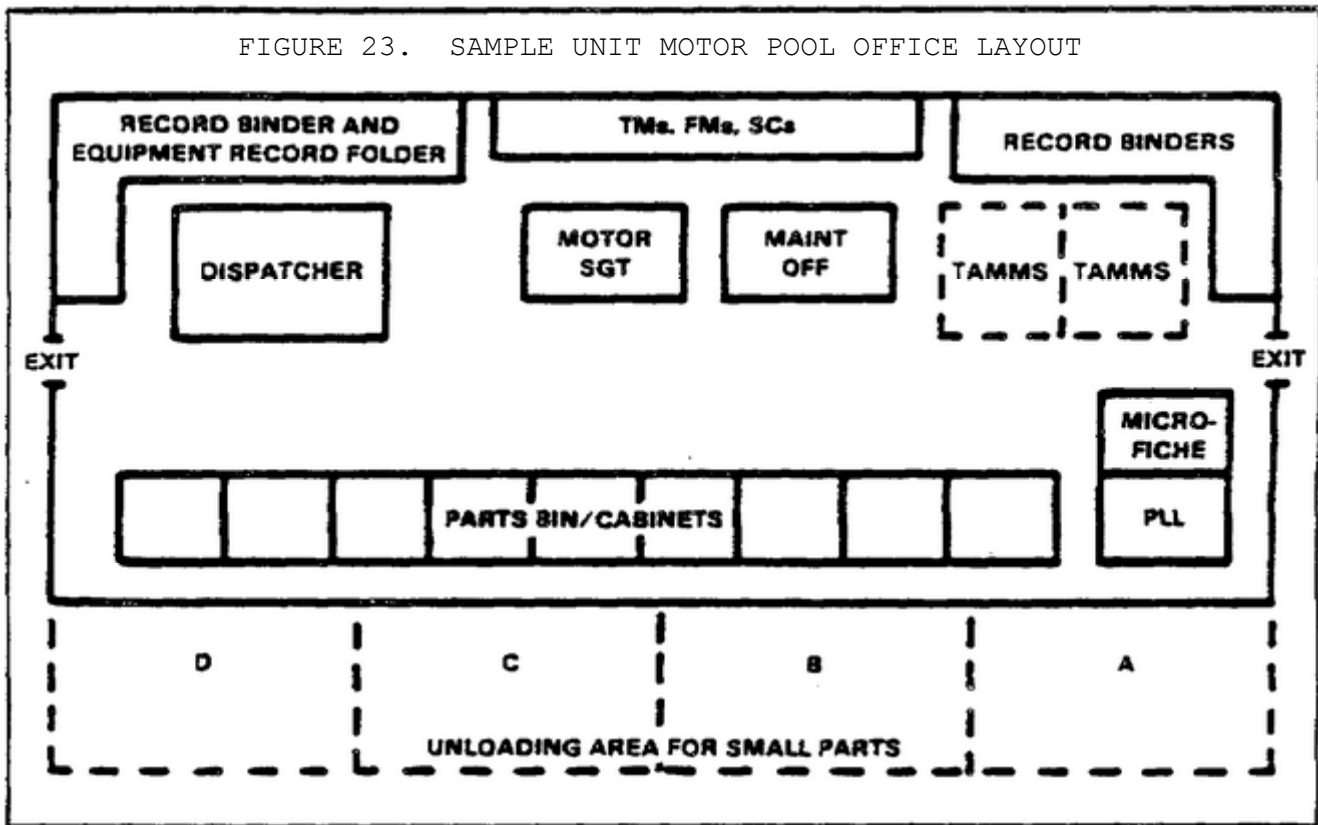 FIGURE 23. SAMPLE UNIT MOTOR POOL OFFICE LAYOUT
RECORD BINDER AND
EQUIPMENT RECORD FOLDER
TMs, FMs, SCs
RECORD BINDERS
DISPATCHER
MOTOR
SGT
MAINT
OFF
TAMMS
TAMMS
EXIT
EXIT
MICRO-
FICHE
PARTS BIN/CABINETS
PLL
D
C
B
A
UNLOADING AREA FOR SMALL PARTS